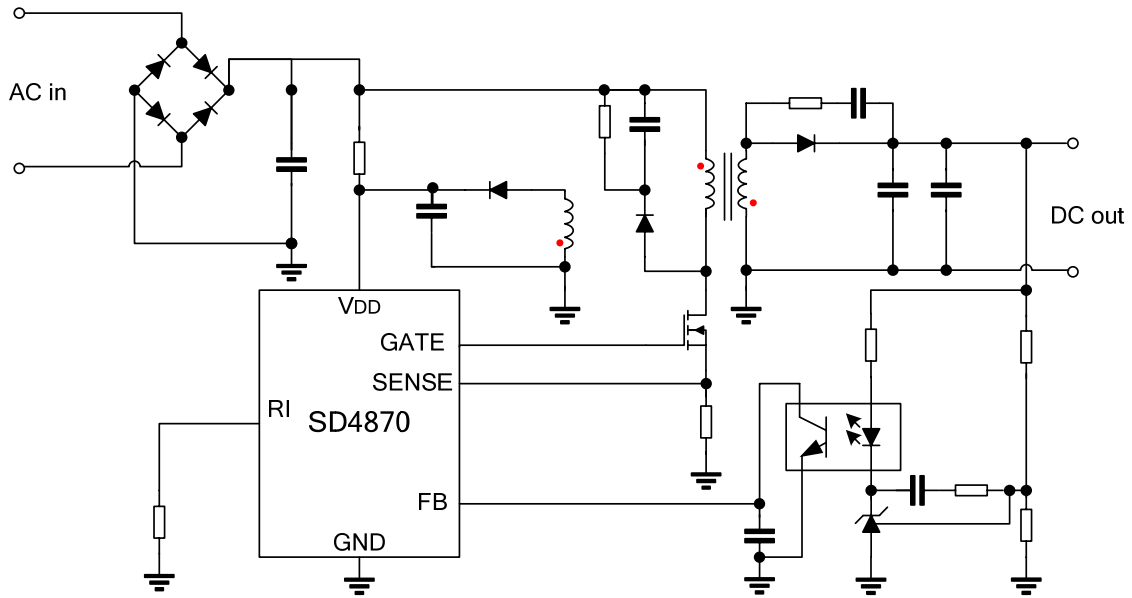 AC in
DC out
VDD
GATE
SENSE
RI
SD4870
FB
GND